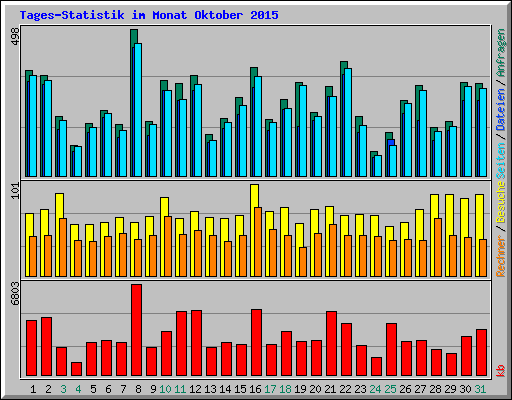 Tages-Statistik im Monat Oktober 2015
498
101
6803
Rechner / Besuche Seiten / Dateien / Anfragen
kb
1 2 3 4 5 6 7 8 9 10 11 12 13 14 15 16 17 18 19 20 21 22 23 24 25 26 27 28 29 30 31